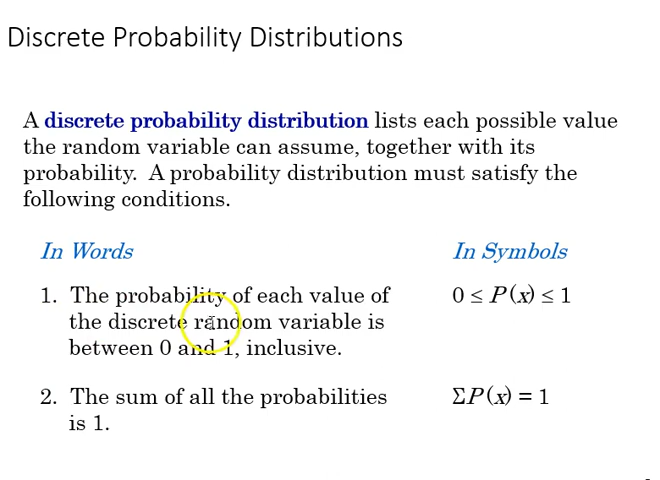 Discrete Probability Distributions
A discrete probability distribution lists each possible value
the random variable can assume, together with its
probability. A probability distribution must satisfy the
following conditions.
In Words
In Symbols
1. The probability of each value of
the discrete random variable is
between 0 and 1, inclusive.
0 ≤ P(x) ≤ 1
2. The sum of all the probabilities
is 1.
ΣP(x) = 1